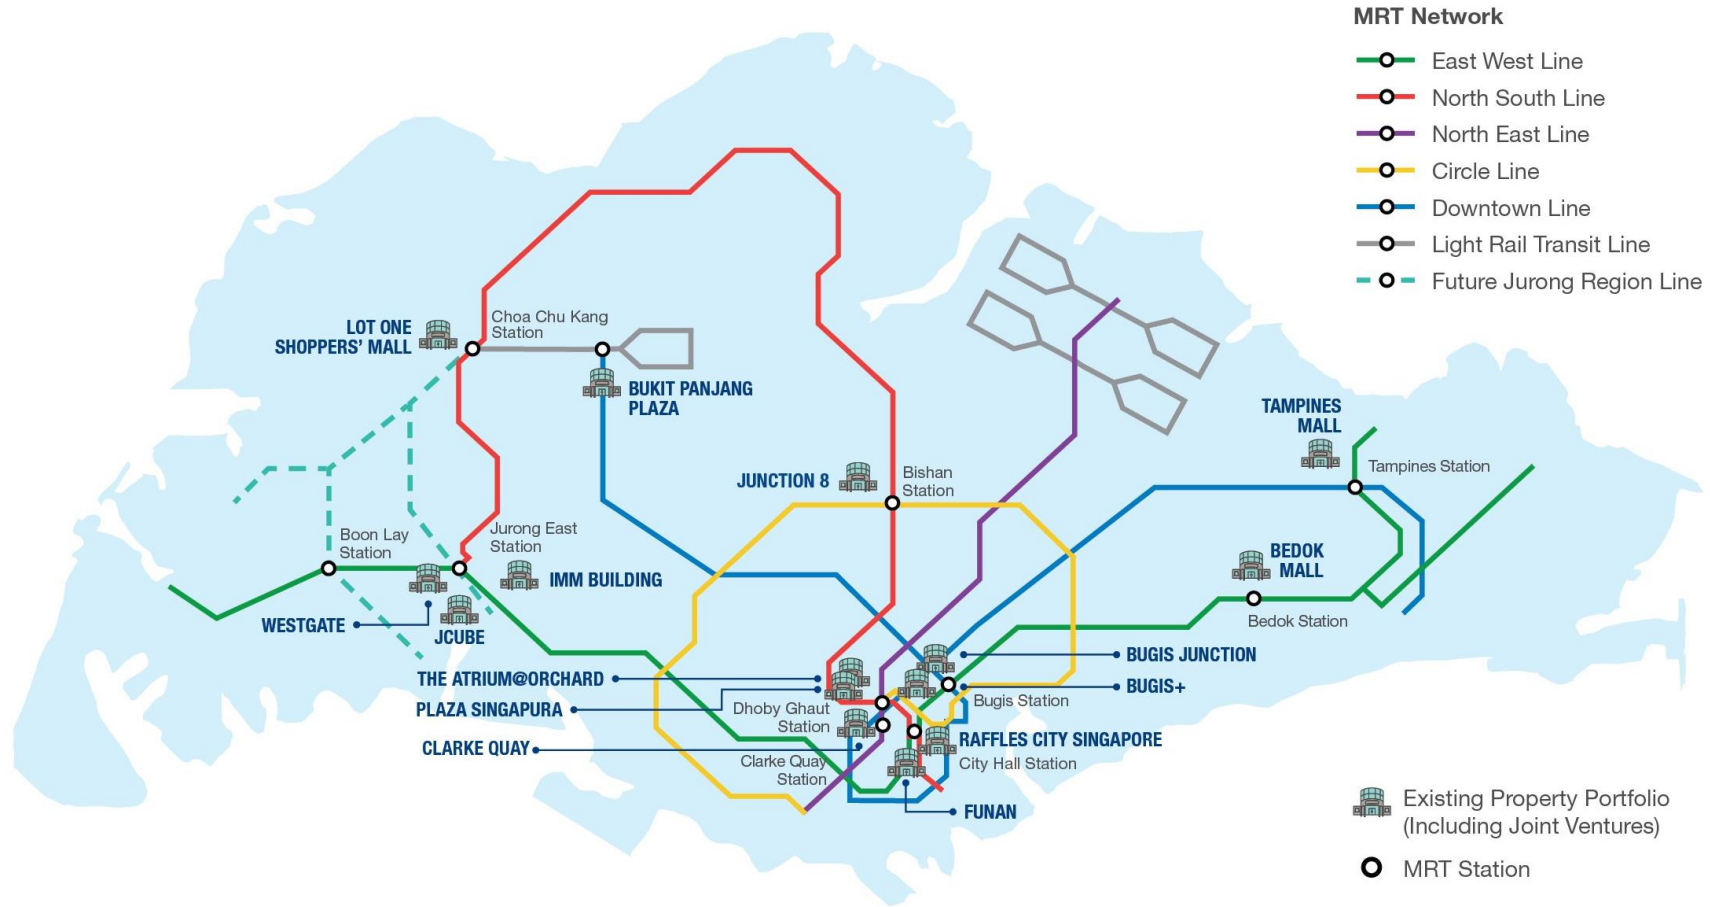 MRT Network
East West Line
North South Line
North East Line
Circle Line
Downtown Line
Light Rail Transit Line
Future Jurong Region Line
LOT ONE
SHOPPERS' MALL
Choa Chu Kang
Station
BUKIT PANJANG
PLAZA
TAMPINES
MALL
Tampines Station
JUNCTION 8
Bishan
Station
Boon Lay
Station
Jurong East
Station
IMM BUILDING
BEDOK
MALL
Bedok Station
WESTGATE
JCUBE
THE ATRIUM@ORCHARD
PLAZA SINGAPURA
CLARKE QUAY
Dhoby Ghaut
Station
Clarke Quay
Station
BUGIS JUNCTION
BUGIS+
Bugis Station
RAFFLES CITY SINGAPORE
City Hall Station
FUNAN
Existing Property Portfolio
(Including Joint Ventures)
MRT Station